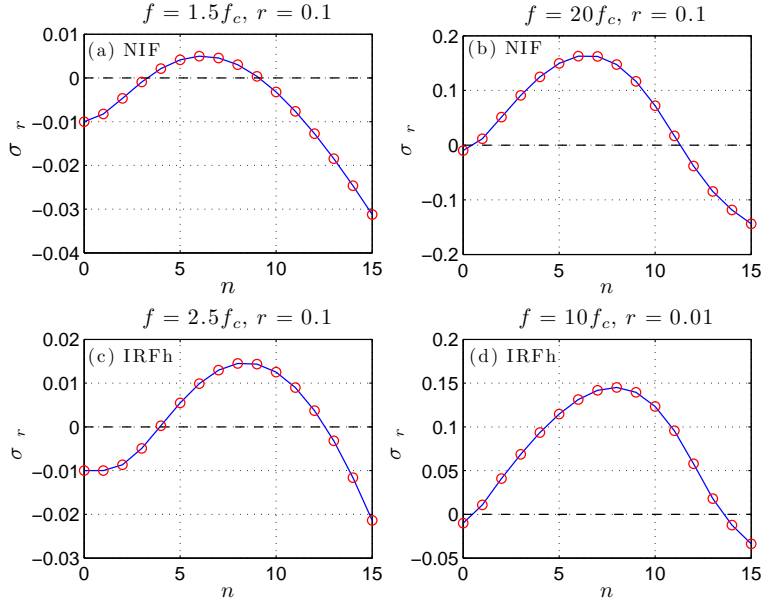 f = 1.5f_c, r = 0.1
(a) NIF
0.01
0
−0.01
−0.02
−0.03
−0.04
σ_r
0 5 10 15
n
f = 20f_c, r = 0.1
(b) NIF
0.2
0.1
0
−0.1
−0.2
σ_r
0 5 10 15
n
f = 2.5f_c, r = 0.1
(c) IRFh
0.02
0.01
0
−0.01
−0.02
−0.03
σ_r
0 5 10 15
n
f = 10f_c, r = 0.01
(d) IRFh
0.2
0.15
0.1
0.05
0
−0.05
σ_r
0 5 10 15
n